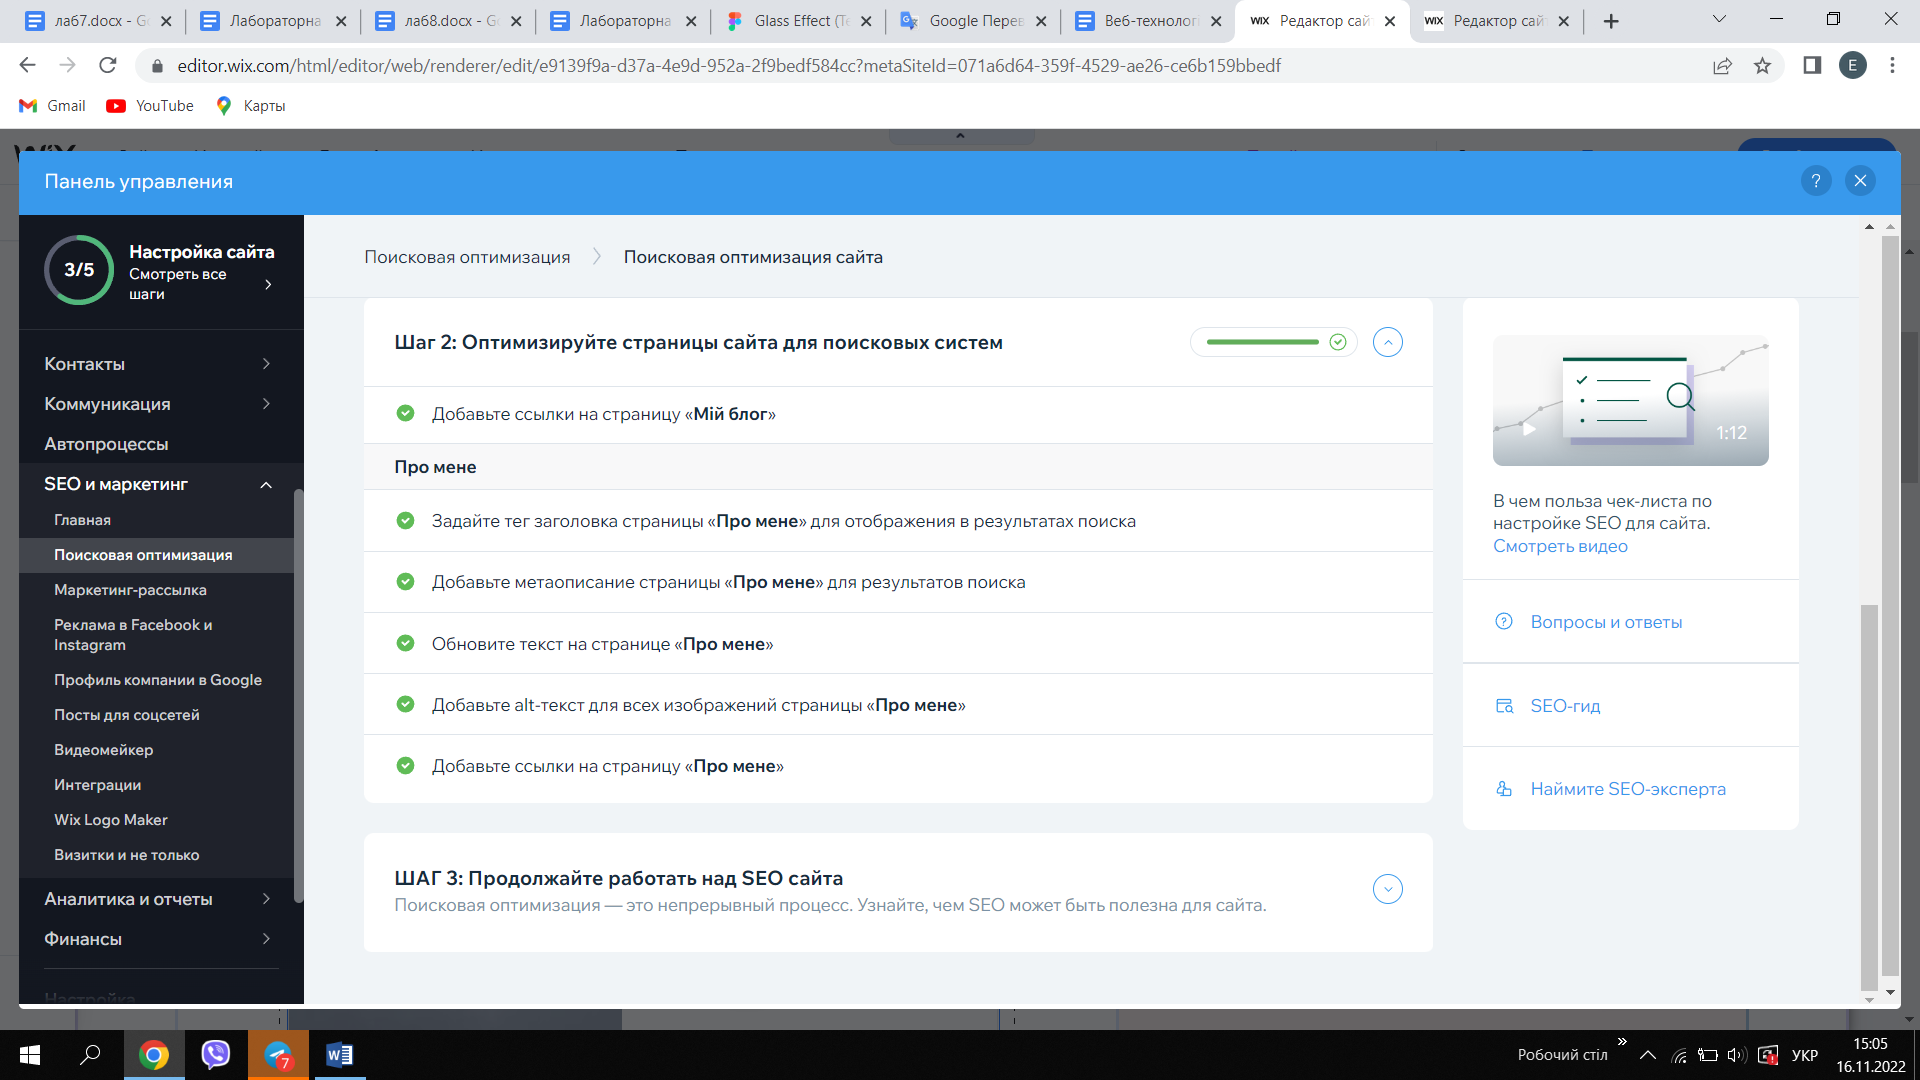 ла67.docx - Go
Лабораторна
ла68.docx - Go
Лабораторна
Glass Effect (Te
Google Перев
Веб-технологі
WIX Редактор сай
WIX Редактор сай
editor.wix.com/html/editor/web/renderer/edit/e9139f9a-d37a-4e9d-952a-2f9bedf584cc?metaSiteId=071a6d64-359f-4529-ae26-ce6b159bbedf
E
Gmail
YouTube
Карты
Панель управления
?
3/5
Настройка сайта
Смотреть все
шаги
Контакты
Коммуникация
Автопроцессы
SEO и маркетинг
Главная
Поисковая оптимизация
Маркетинг-рассылка
Реклама в Facebook и
Instagram
Профиль компании в Google
Посты для соцсетей
Видеомейкер
Интеграции
Wix Logo Maker
Визитки и не только
Аналитика и отчеты
Финансы
Настройка
Поисковая оптимизация
Поисковая оптимизация сайта
Шаг 2: Оптимизируйте страницы сайта для поисковых систем
Добавьте ссылки на страницу «Мій блог»
Про мене
Задайте тег заголовка страницы «Про мене» для отображения в результатах поиска
Добавьте метаописание страницы «Про мене» для результатов поиска
Обновите текст на странице «Про мене»
Добавьте alt-текст для всех изображений страницы «Про мене»
Добавьте ссылки на страницу «Про мене»
ШАГ 3: Продолжайте работать над SEO сайта
Поисковая оптимизация — это непрерывный процесс. Узнайте, чем SEO может быть полезна для сайта.
1:12
В чем польза чек-листа по
настройке SEO для сайта.
Смотреть видео
Вопросы и ответы
SEO-гид
Наймите SEO-эксперта
7
Робочий стіл
УКР
15:05
16.11.2022